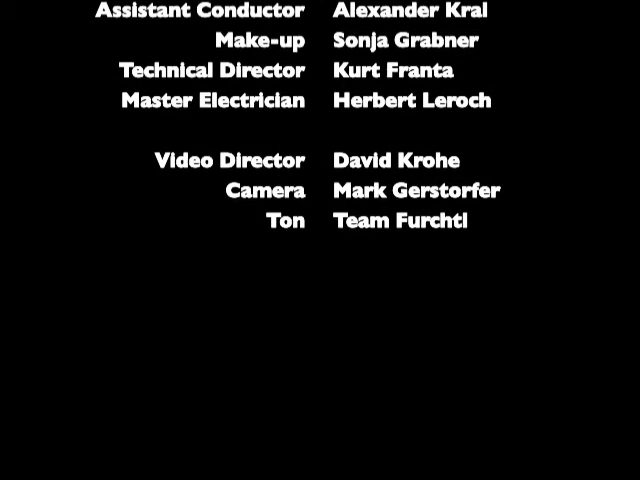 Assistant Conductor Alexander Kral
Make-up Sonja Grabner
Technical Director Kurt Franta
Master Electrician Herbert Leroch
Video Director David Krohe
Camera Mark Gerstorfer
Ton Team Furchtl